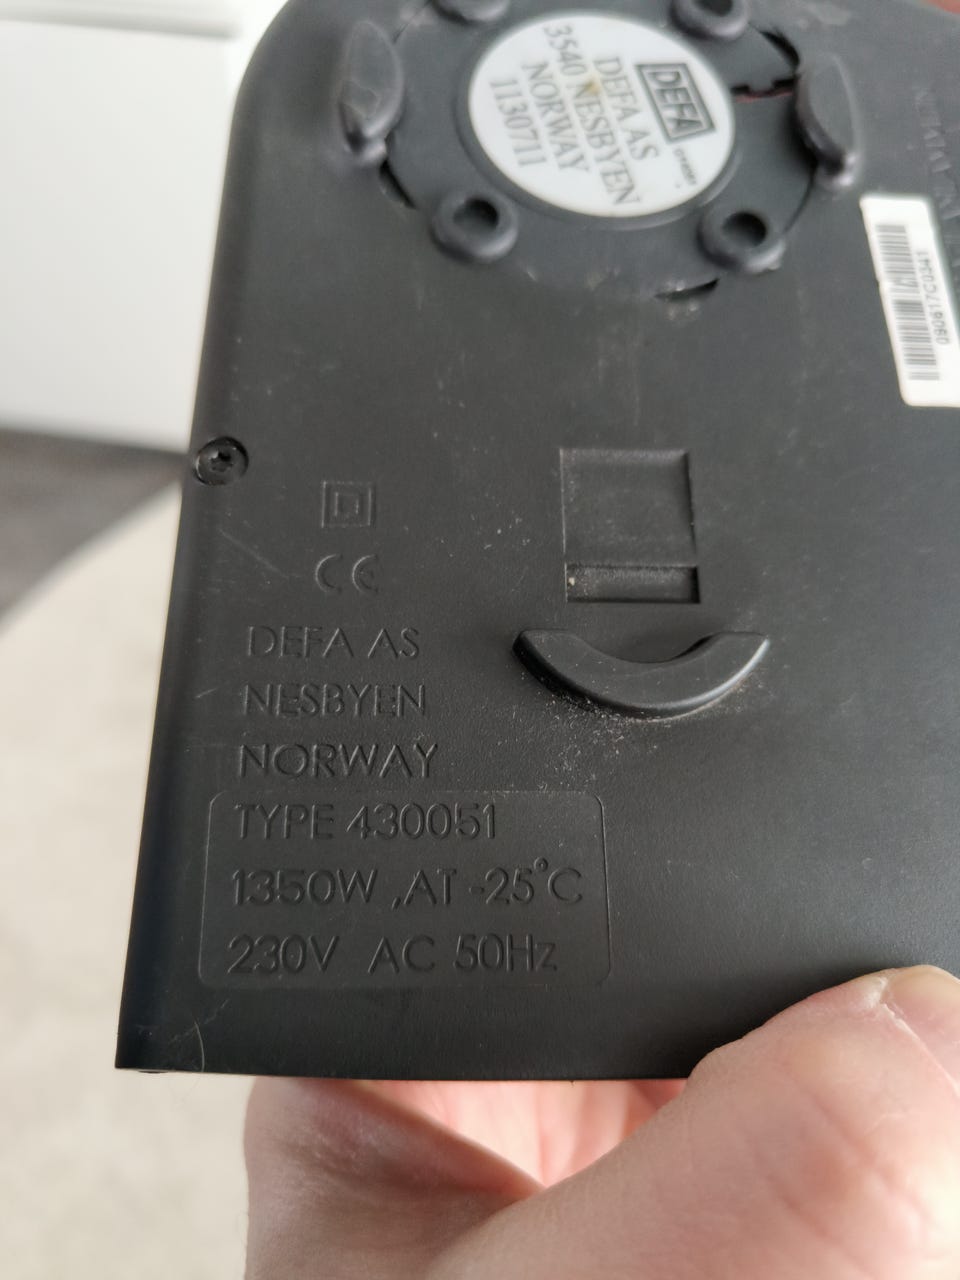 DEFA
DEFA AS
3540 NESBYEN
NORWAY
1130711
090617C0341
CE
DEFA AS
NESBYEN
NORWAY
TYPE 430051
1350W ,AT -25°C
230V AC 50Hz